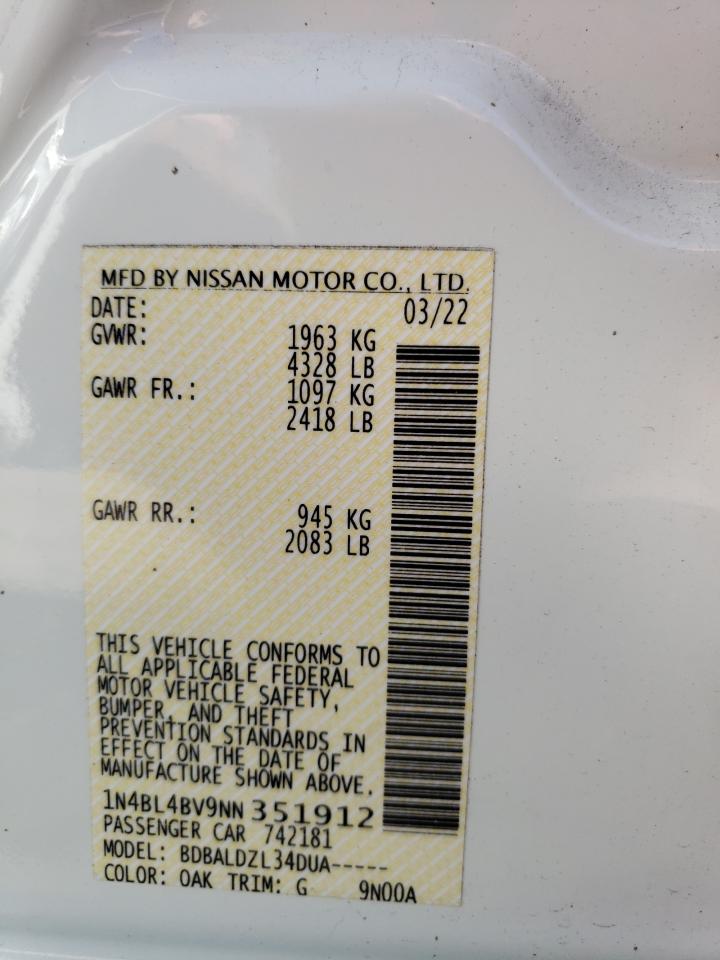 MFD BY NISSAN MOTOR CO., LTD.
DATE: 03/22
GVWR: 1963 KG
4328 LB
GAWR FR.: 1097 KG
2418 LB
GAWR RR.: 945 KG
2083 LB
THIS VEHICLE CONFORMS TO
ALL APPLICABLE FEDERAL
MOTOR VEHICLE SAFETY,
BUMPER, AND THEFT
PREVENTION STANDARDS IN
EFFECT ON THE DATE OF
MANUFACTURE SHOWN ABOVE.
1N4BL4BV9NN 351912
PASSENGER CAR 742181
MODEL: BDBALDZL34DUA-----
COLOR: QAK TRIM: G 9N00A